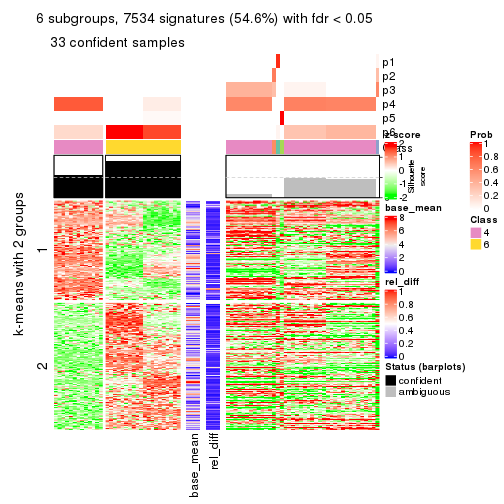 6 subgroups, 7534 signatures (54.6%) with fdr < 0.05
33 confident samples
p1
p2
p3
p4
p5
p6
Class
z-score
2
1
0
-1
-2
Silhouette
score
Prob
1
0.8
0.6
0.4
0.2
0
Class
4
6
base_mean
8
6
4
2
0
rel_diff
1
0.8
0.6
0.4
0.2
0
Status (barplots)
confident
ambiguous
k-means with 2 groups
1
2
base_mean
rel_diff